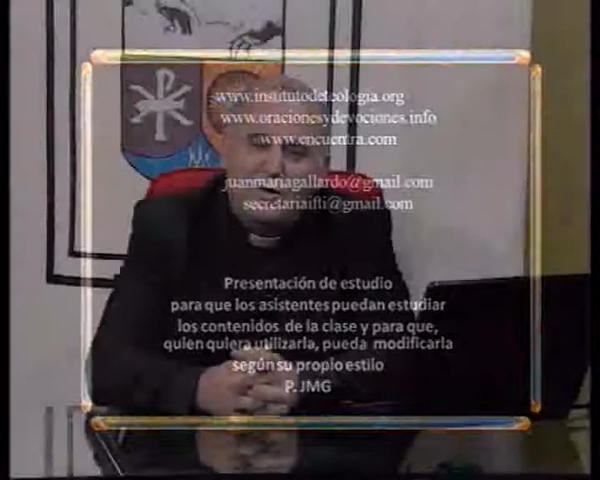 www.institutodeteologia.org
www.oracionesydevociones.info
www.encuentra.com
juanmariagallardo@gmail.com
secretariaifti@gmail.com
Presentación de estudio
para que los asistentes puedan estudiar
los contenidos de la clase y para que,
quien quiera utilizarla, pueda modificarla
según su propio estilo
P. JMG